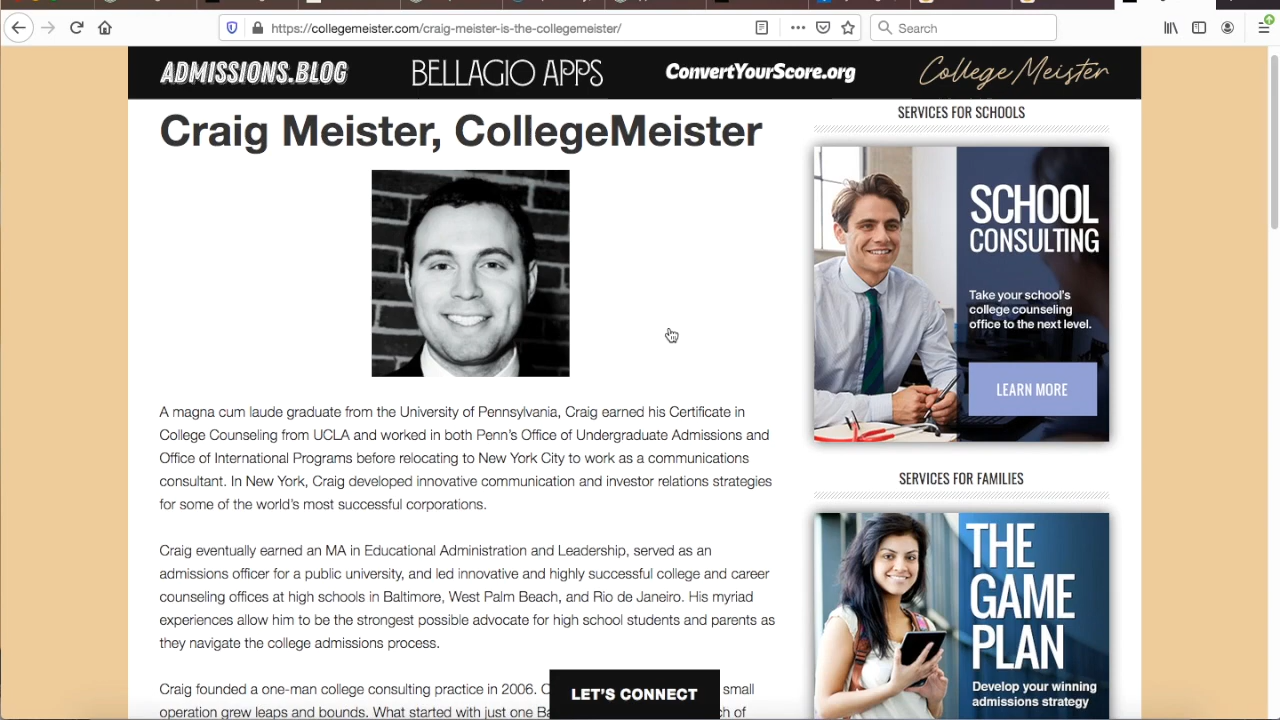 https://collegemeister.com/craig-meister-is-the-collegemeister/
Search
ADMISSIONS.BLOG
BELLAGIO APPS
ConvertYourScore.org
College Meister
Craig Meister, CollegeMeister
A magna cum laude graduate from the University of Pennsylvania, Craig earned his Certificate in
College Counseling from UCLA and worked in both Penn's Office of Undergraduate Admissions and
Office of International Programs before relocating to New York City to work as a communications
consultant. In New York, Craig developed innovative communication and investor relations strategies
for some of the world's most successful corporations.
Craig eventually earned an MA in Educational Administration and Leadership, served as an
admissions officer for a public university, and led innovative and highly successful college and career
counseling offices at high schools in Baltimore, West Palm Beach, and Rio de Janeiro. His myriad
experiences allow him to be the strongest possible advocate for high school students and parents as
they navigate the college admissions process.
Craig founded a one-man college consulting practice in 2006. small
operation grew leaps and bounds. What started with just one of
LET'S CONNECT
SERVICES FOR SCHOOLS
SCHOOL
CONSULTING
Take your school's
college counseling
office to the next level.
LEARN MORE
SERVICES FOR FAMILIES
THE
GAME
PLAN
Develop your winning
admissions strategy